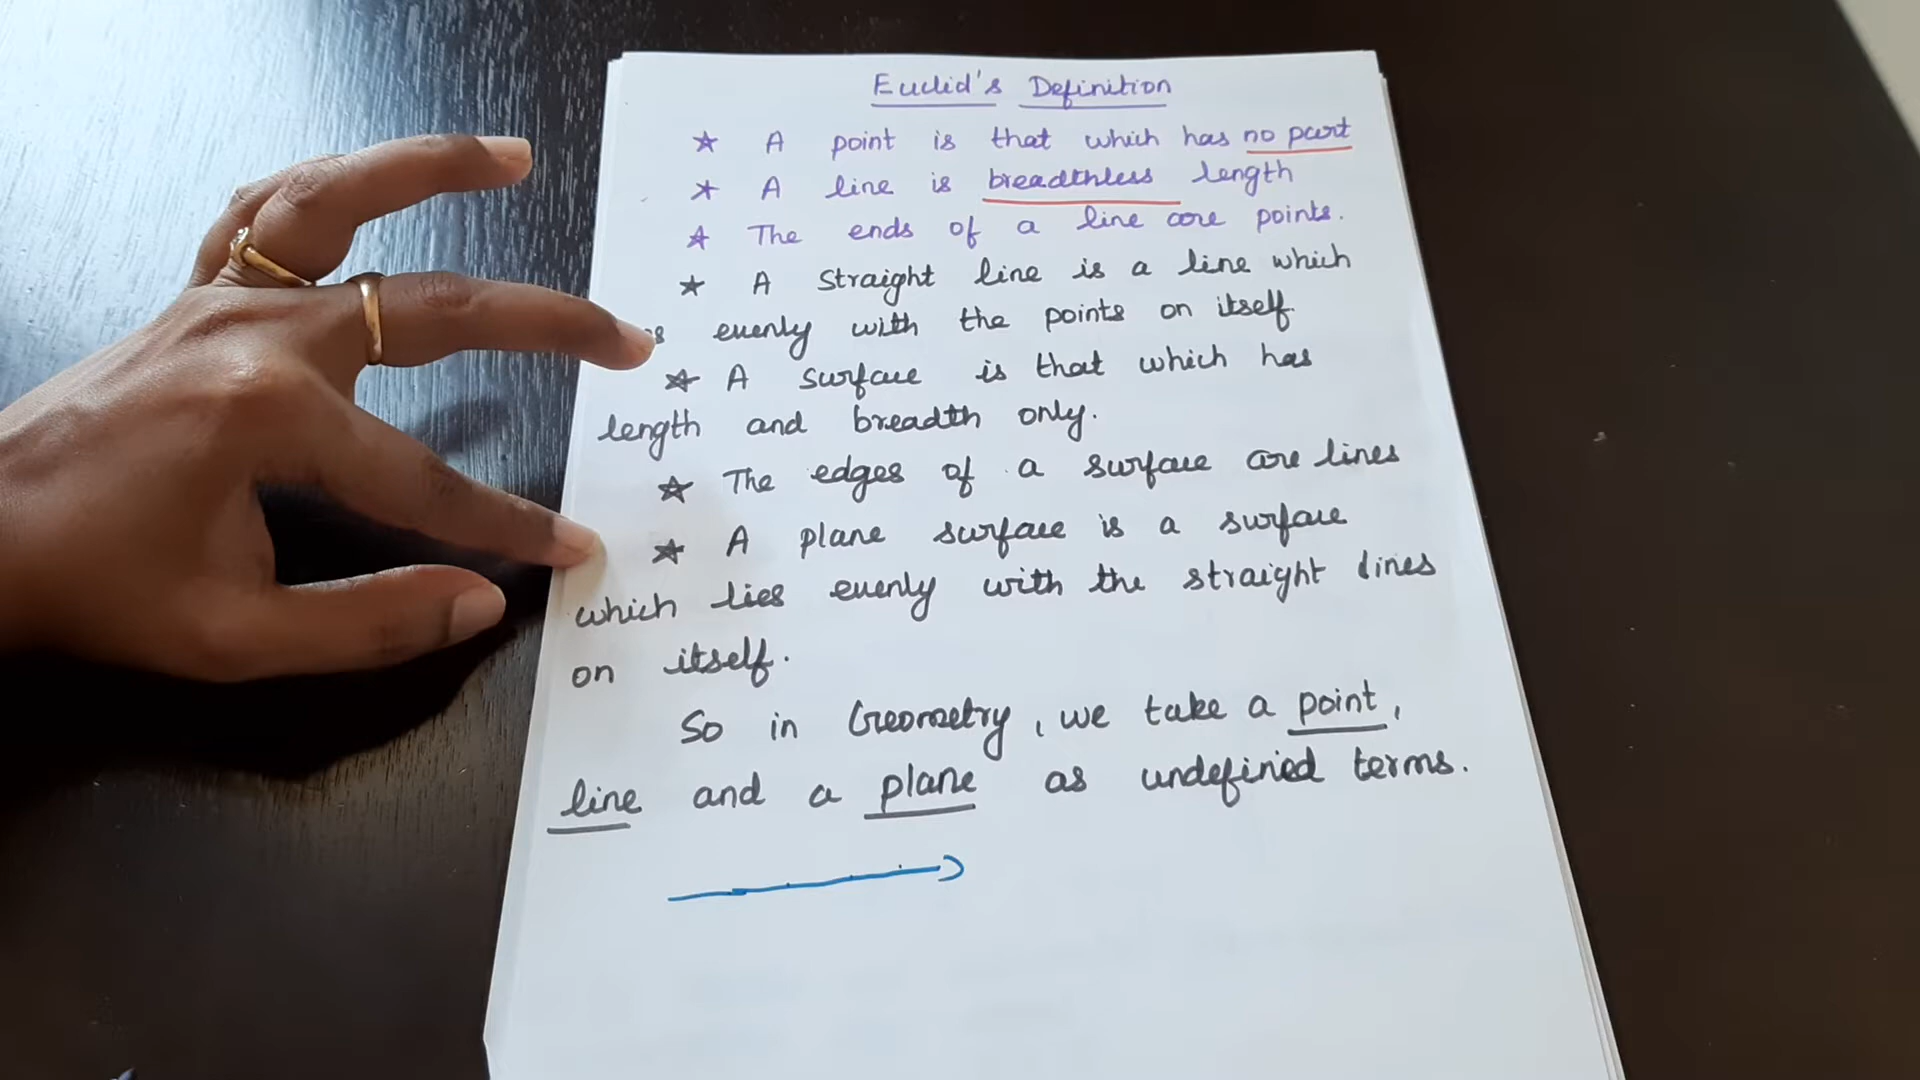 Euclid's Definition
★ A point is that which has no part
★ A line is breadthless length
★ The ends of a line are points.
★ A straight line is a line which
evenly with the points on itself.
★ A surface is that which has
length and breadth only.
★ The edges of a surface are lines
★ A plane surface is a surface
which lies evenly with the straight lines
on itself.
So in Geometry, we take a point,
line and a plane as undefined terms.